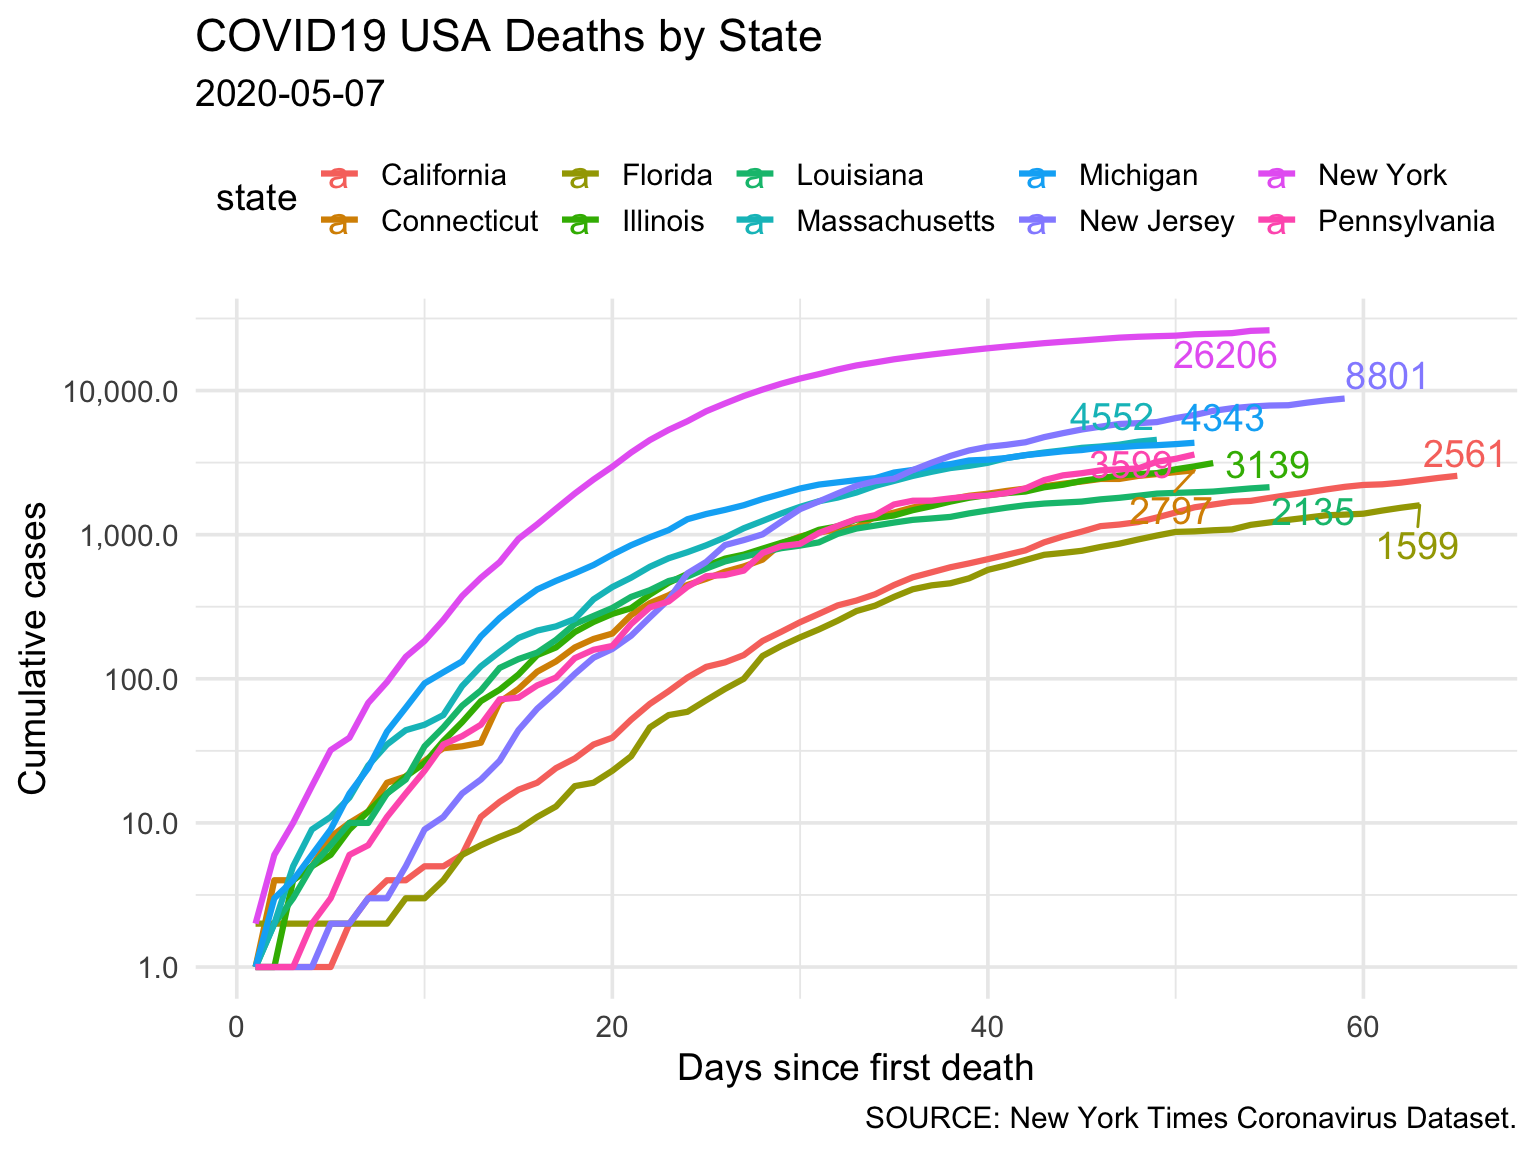 COVID19 USA Deaths by State
2020-05-07
state
a California a Florida a Louisiana a Michigan a New York
a Connecticut a Illinois a Massachusetts a New Jersey a Pennsylvania
Cumulative cases
10,000.0
1,000.0
100.0
10.0
1.0
26206
8801
4552
4343
3599
3139
2561
2797
2135
1599
0 20 40 60
Days since first death
SOURCE: New York Times Coronavirus Dataset.